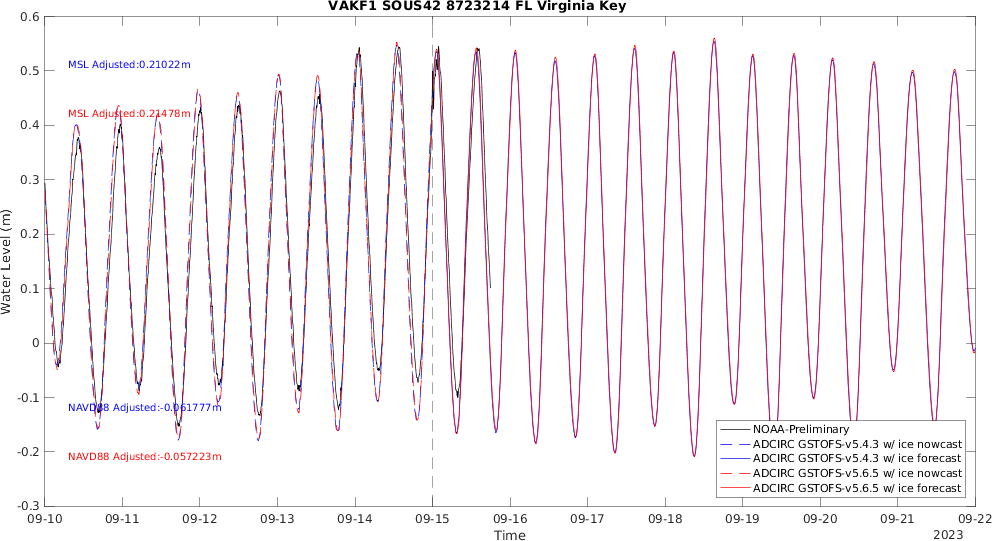 VAKF1 SOUS42 8723214 FL Virginia Key
0.6
0.5
0.4
0.3
0.2
0.1
0
-0.1
-0.2
-0.3
Water Level (m)
MSL Adjusted:0.21022m
MSL Adjusted:0.21478m
NAVD88 Adjusted:-0.061777m
NAVD88 Adjusted:-0.057223m
NOAA-Preliminary
ADCIRC GSTOFS-v5.4.3 w/ ice nowcast
ADCIRC GSTOFS-v5.4.3 w/ ice forecast
ADCIRC GSTOFS-v5.6.5 w/ ice nowcast
ADCIRC GSTOFS-v5.6.5 w/ ice forecast
09-10 09-11 09-12 09-13 09-14 09-15 09-16 09-17 09-18 09-19 09-20 09-21 09-22
Time
2023